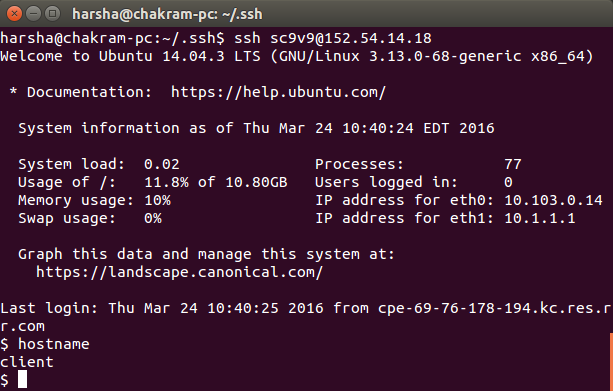 harsha@chakram-pc: ~/.ssh
harsha@chakram-pc:~/.ssh$ ssh sc9v9@152.54.14.18
Welcome to Ubuntu 14.04.3 LTS (GNU/Linux 3.13.0-68-generic x86_64)
* Documentation:  https://help.ubuntu.com/
System information as of Thu Mar 24 10:40:24 EDT 2016
System load:  0.02               Processes:           77
Usage of /:   11.8% of 10.80GB   Users logged in:     0
Memory usage: 10%                IP address for eth0: 10.103.0.14
Swap usage:   0%                 IP address for eth1: 10.1.1.1
Graph this data and manage this system at:
https://landscape.canonical.com/
Last login: Thu Mar 24 10:40:25 2016 from cpe-69-76-178-194.kc.res.r
r.com
$ hostname
client
$